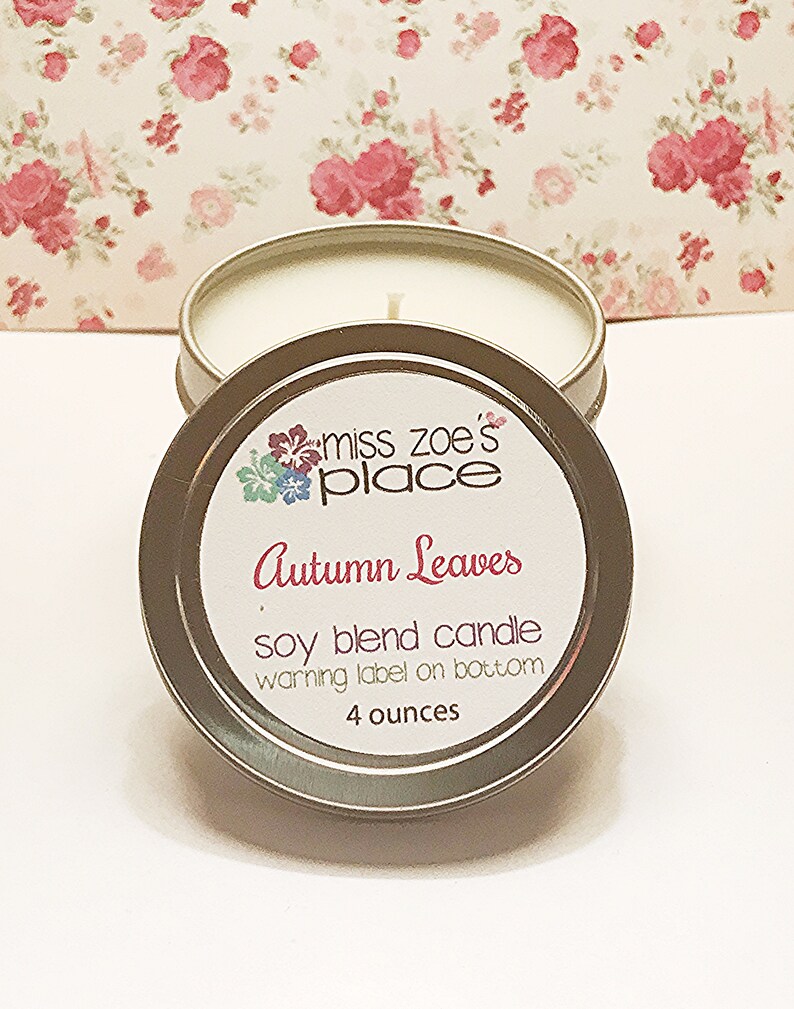 miss zoe's
place
Autumn Leaves
soy blend candle
warning label on bottom
4 ounces